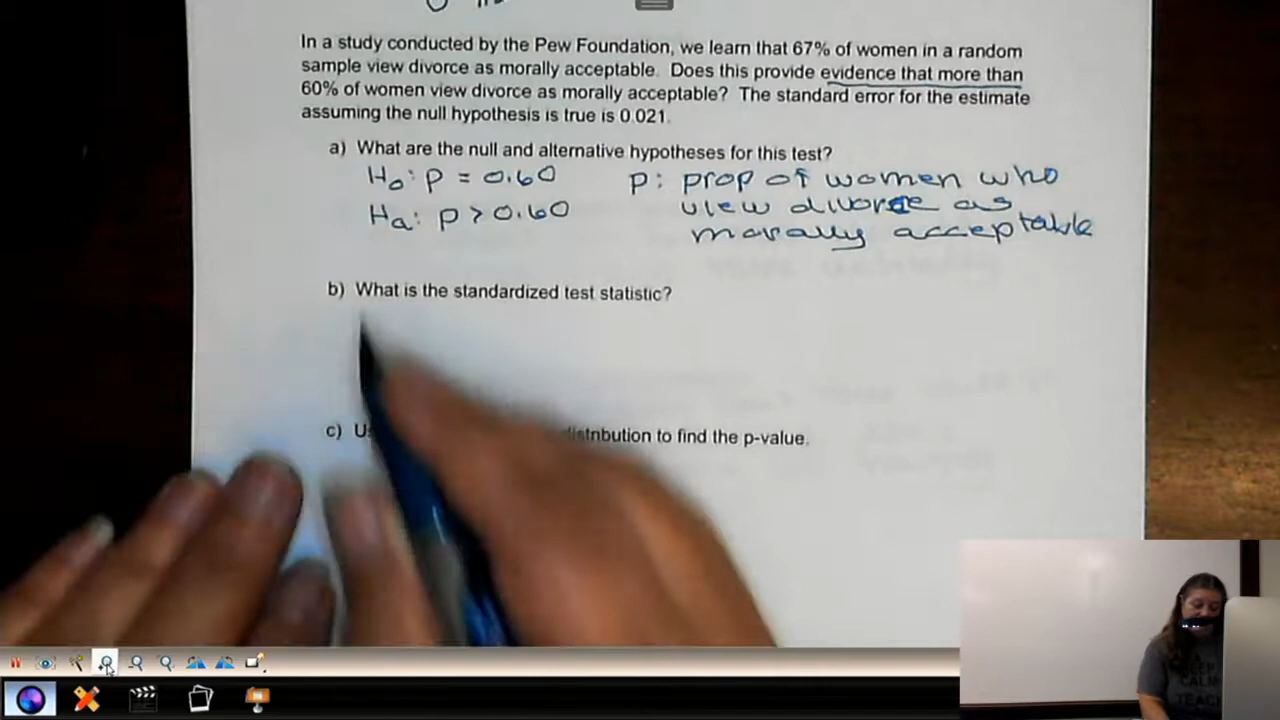 In a study conducted by the Pew Foundation, we learn that 67% of women in a random
sample view divorce as morally acceptable. Does this provide evidence that more than
60% of women view divorce as morally acceptable? The standard error for the estimate
assuming the null hypothesis is true is 0.021.
a) What are the null and alternative hypotheses for this test?
H₀: p = 0.60
Hₐ: p > 0.60
p: prop of women who
view divorce as
morally acceptable
b) What is the standardized test statistic?
c) distribution to find the p-value.
KEEP
CALM
TEACH